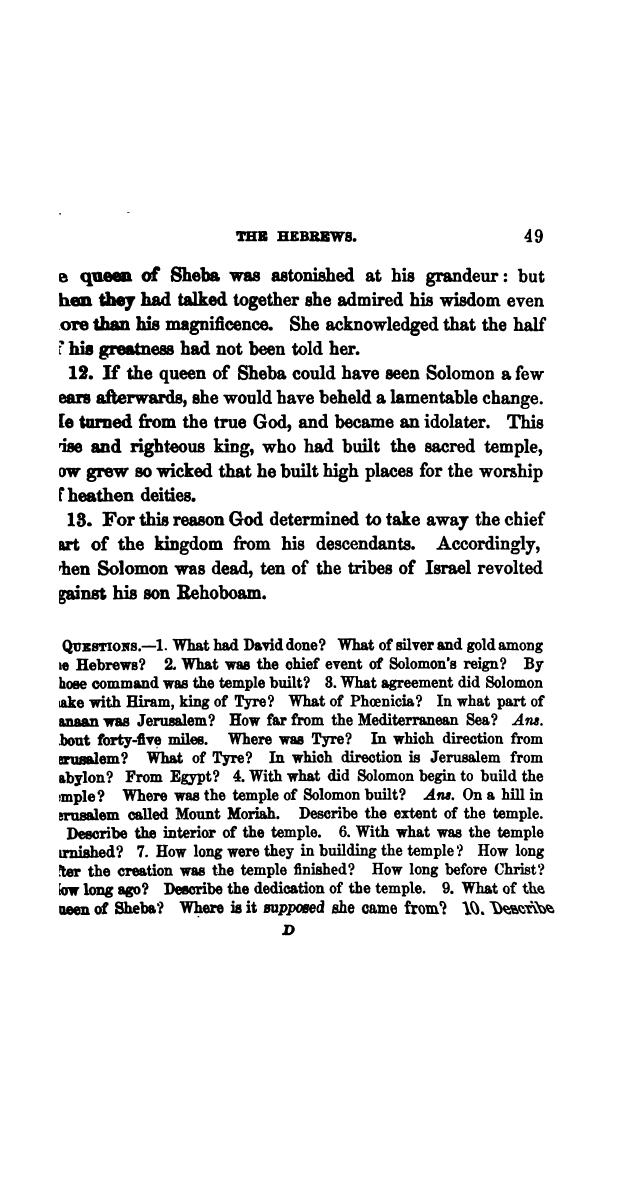 THE HEBREWS. 49
e queen of Sheba was astonished at his grandeur: but
hen they had talked together she admired his wisdom even
ore than his magnificence. She acknowledged that the half
f his greatness had not been told her.
12. If the queen of Sheba could have seen Solomon a few
ears afterwards, she would have beheld a lamentable change.
He turned from the true God, and became an idolater. This
ise and righteous king, who had built the sacred temple,
ow grew so wicked that he built high places for the worship
f heathen deities.
13. For this reason God determined to take away the chief
art of the kingdom from his descendants. Accordingly,
hen Solomon was dead, ten of the tribes of Israel revolted
gainst his son Rehoboam.
QUESTIONS.—1. What had David done? What of silver and gold among
e Hebrews? 2. What was the chief event of Solomon's reign? By
hose command was the temple built? 3. What agreement did Solomon
ake with Hiram, king of Tyre? What of Phœnicia? In what part of
anaan was Jerusalem? How far from the Mediterranean Sea? Ans.
bout forty-five miles. Where was Tyre? In which direction from
erusalem? What of Tyre? In which direction is Jerusalem from
abylon? From Egypt? 4. With what did Solomon begin to build the
mple? Where was the temple of Solomon built? Ans. On a hill in
erusalem called Mount Moriah. Describe the extent of the temple.
Describe the interior of the temple. 6. With what was the temple
urnished? 7. How long were they in building the temple? How long
fter the creation was the temple finished? How long before Christ?
How long ago? Describe the dedication of the temple. 9. What of the
ueen of Sheba? Where is it supposed she came from? 10. Describe
D